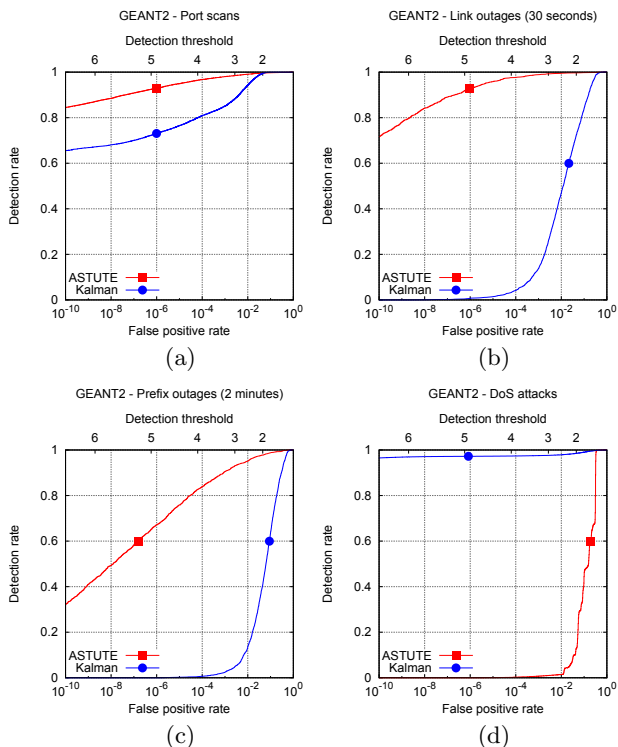 GEANT2 - Port scans
Detection threshold
6 5 4 3 2
1
0.8
0.6
0.4
0.2
0
Detection rate
ASTUTE
Kalman
10^-10 10^-8 10^-6 10^-4 10^-2 10^0
False positive rate
(a)
GEANT2 - Link outages (30 seconds)
Detection threshold
6 5 4 3 2
1
0.8
0.6
0.4
0.2
0
Detection rate
ASTUTE
Kalman
10^-10 10^-8 10^-6 10^-4 10^-2 10^0
False positive rate
(b)
GEANT2 - Prefix outages (2 minutes)
Detection threshold
6 5 4 3 2
1
0.8
0.6
0.4
0.2
0
Detection rate
ASTUTE
Kalman
10^-10 10^-8 10^-6 10^-4 10^-2 10^0
False positive rate
(c)
GEANT2 - DoS attacks
Detection threshold
6 5 4 3 2
1
0.8
0.6
0.4
0.2
0
Detection rate
ASTUTE
Kalman
10^-10 10^-8 10^-6 10^-4 10^-2 10^0
False positive rate
(d)